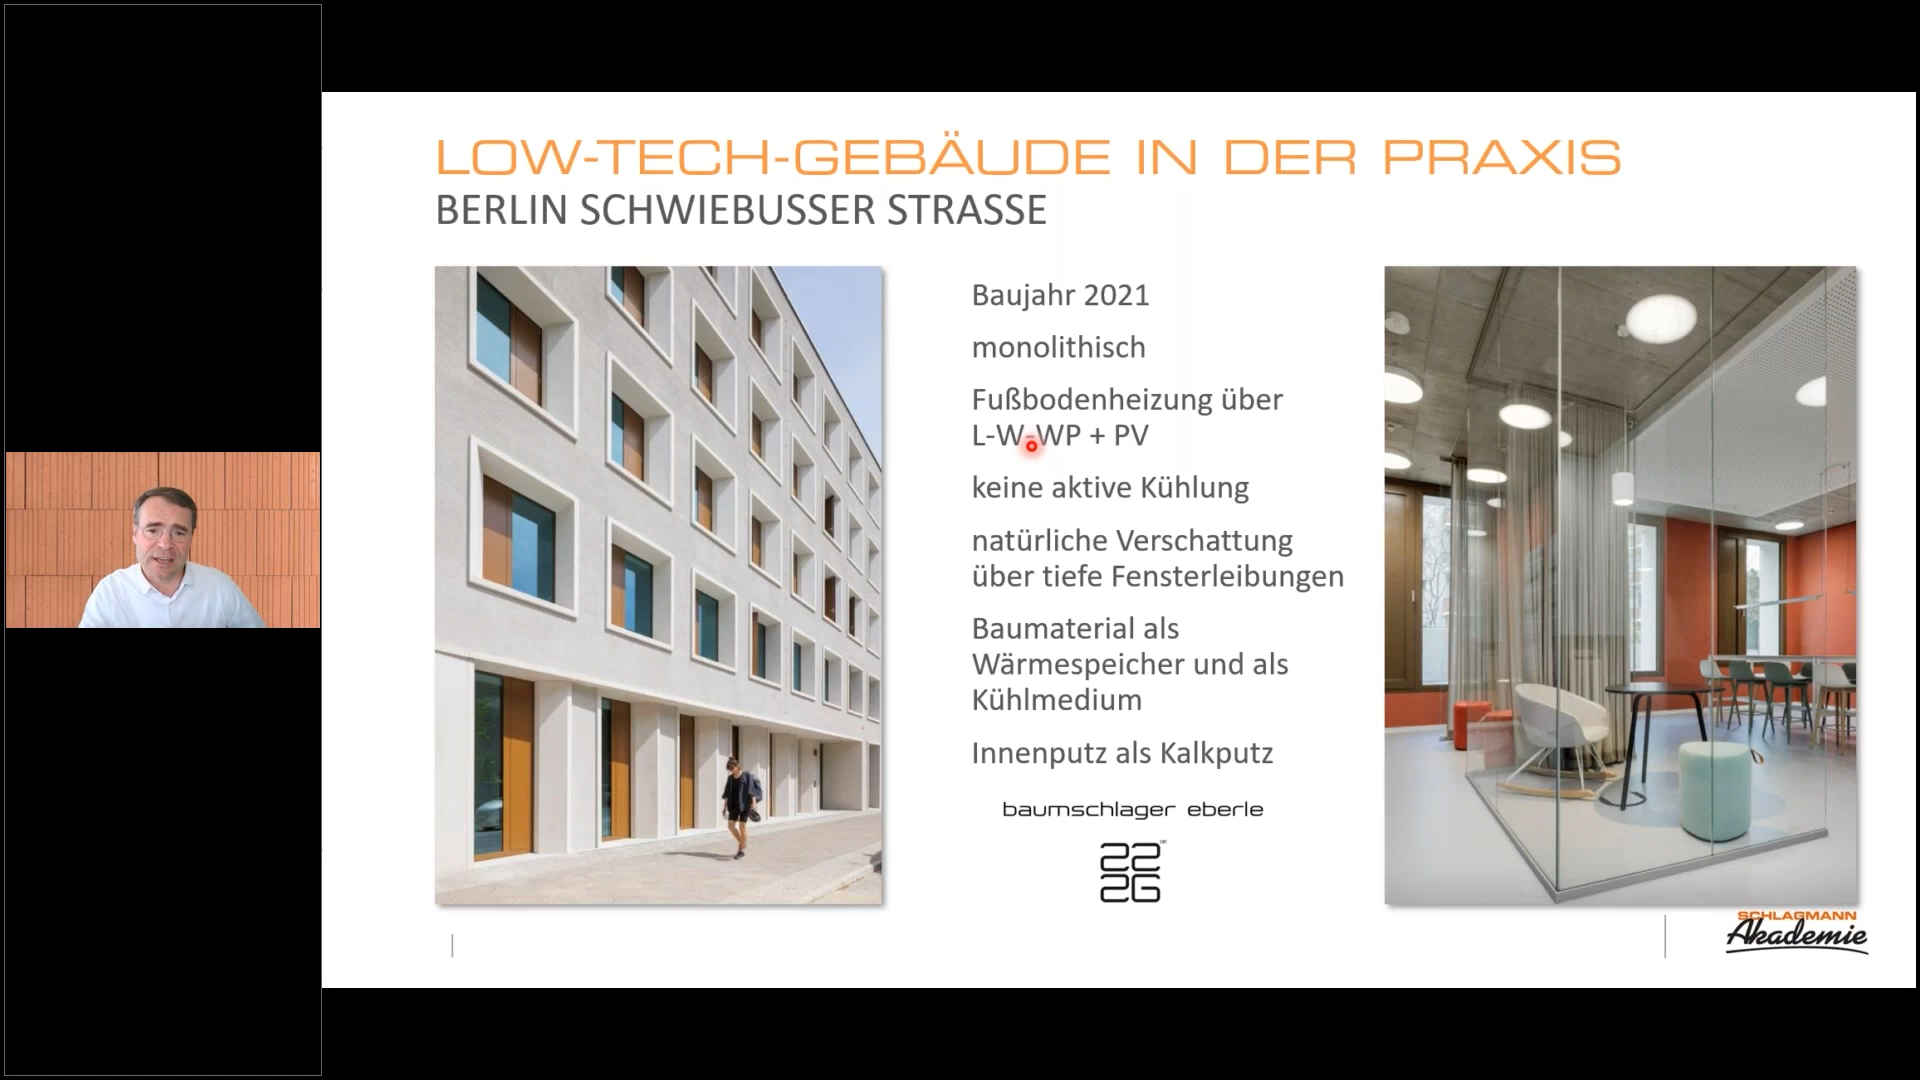 LOW-TECH-GEBÄUDE IN DER PRAXIS
BERLIN SCHWIEBUSSER STRASSE
Baujahr 2021
monolithisch
Fußbodenheizung über
L-W-WP + PV
keine aktive Kühlung
natürliche Verschattung
über tiefe Fensterleibungen
Baumaterial als
Wärmespeicher und als
Kühlmedium
Innenputz als Kalkputz
baumschlager eberle
22
26
SCHLAGMANN
Akademie